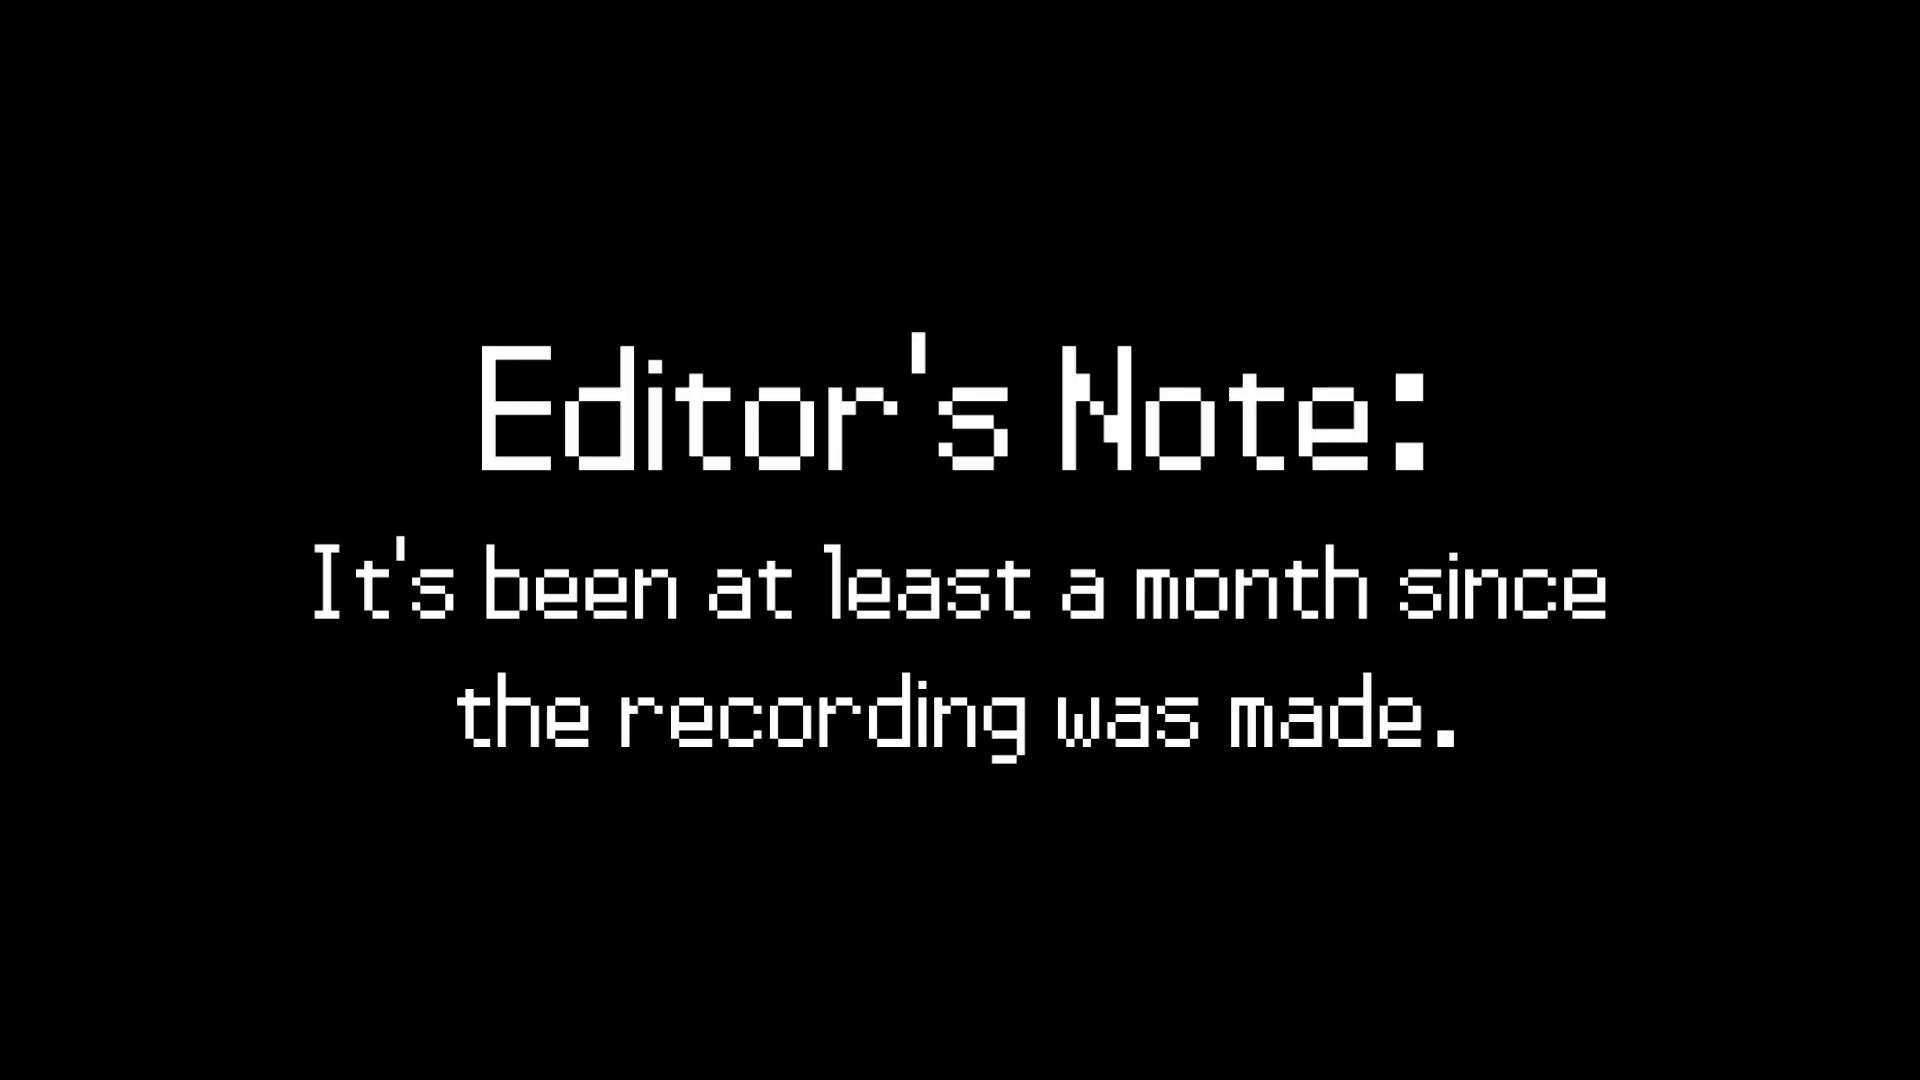 Editor's Note:
It's been at least a month since
the recording was made.